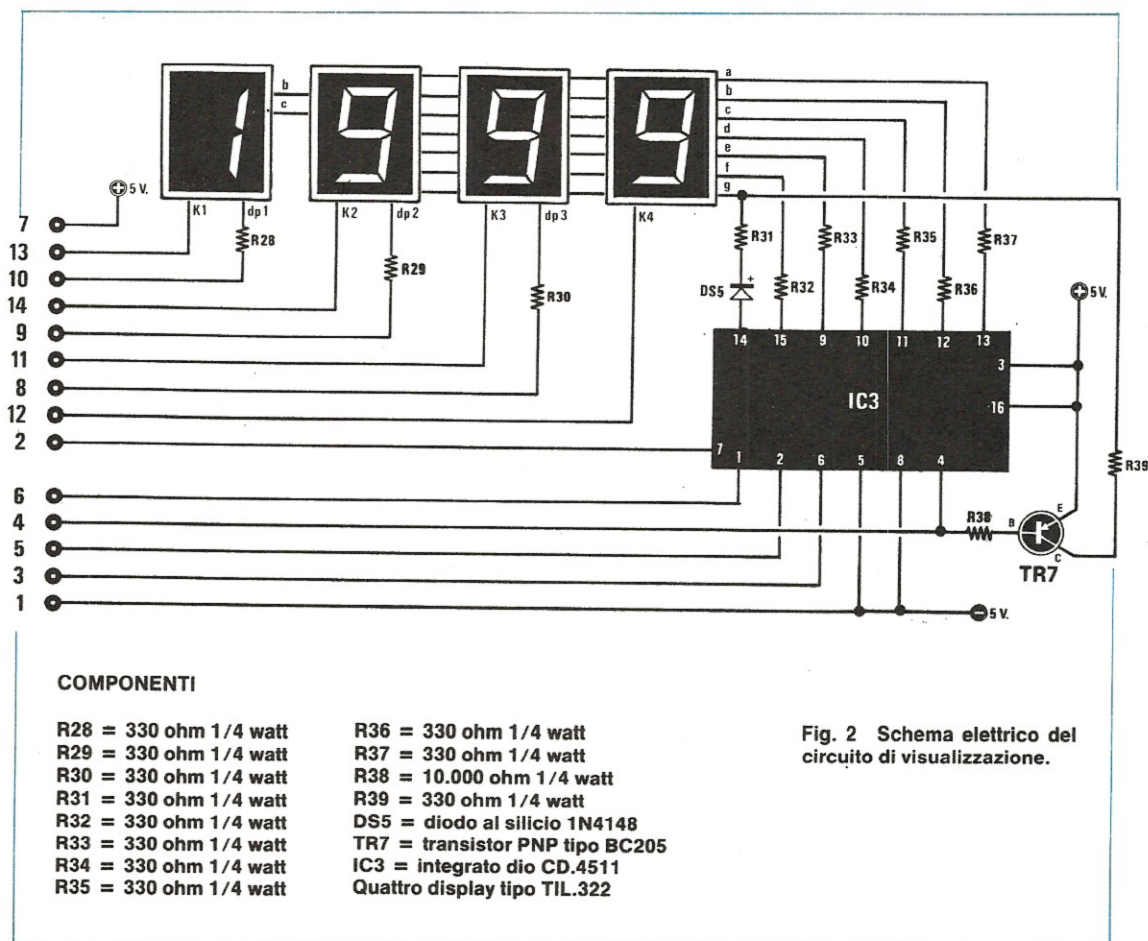 b
c
a
b
c
d
e
f
g
5 V.
K1
dp1
K2
dp2
K3
dp3
K4
7
13
10
14
9
11
8
12
2
6
4
5
3
1
R28
R29
R30
R31
R33
R35
R37
DS5
+
R32
R34
R36
5 V.
14 15 9 10 11 12 13
3
IC3
16
7
1 2 6 5 8 4
R39
R38
B
E
C
TR7
5 V.
COMPONENTI
R28 = 330 ohm 1/4 watt
R29 = 330 ohm 1/4 watt
R30 = 330 ohm 1/4 watt
R31 = 330 ohm 1/4 watt
R32 = 330 ohm 1/4 watt
R33 = 330 ohm 1/4 watt
R34 = 330 ohm 1/4 watt
R35 = 330 ohm 1/4 watt
R36 = 330 ohm 1/4 watt
R37 = 330 ohm 1/4 watt
R38 = 10.000 ohm 1/4 watt
R39 = 330 ohm 1/4 watt
DS5 = diodo al silicio 1N4148
TR7 = transistor PNP tipo BC205
IC3 = integrato dio CD.4511
Quattro display tipo TIL.322
Fig. 2 Schema elettrico del
circuito di visualizzazione.